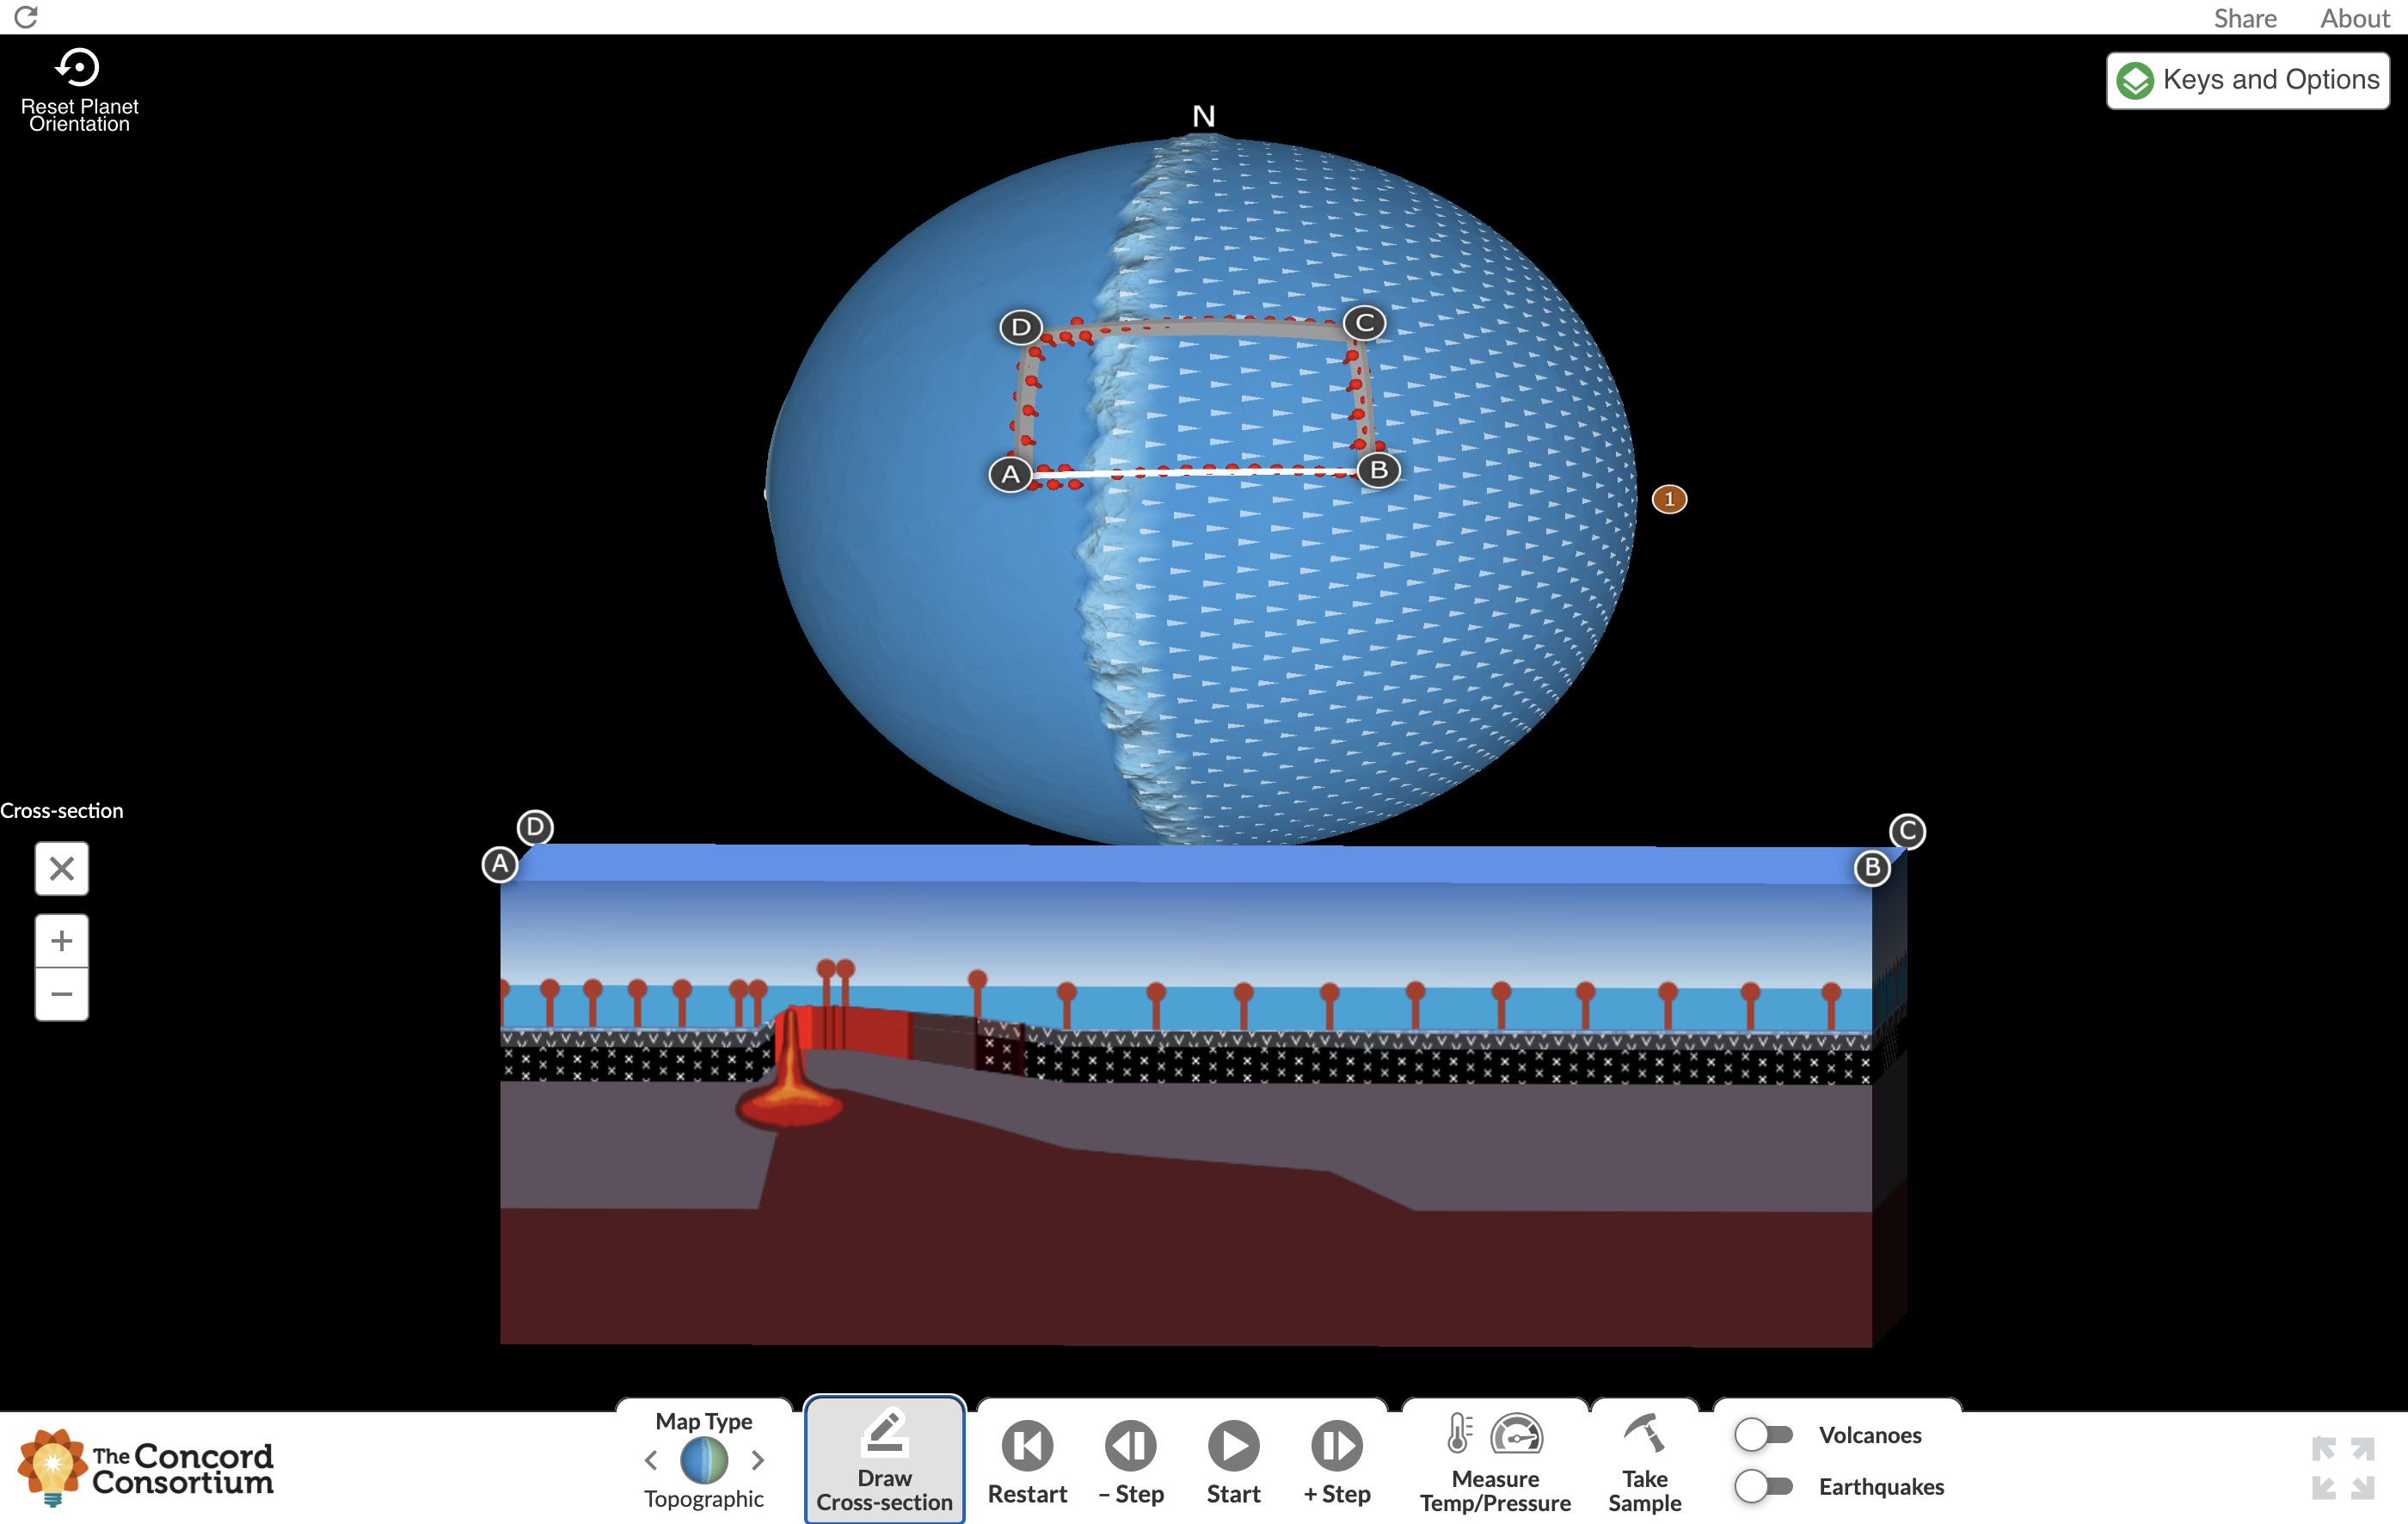 Share About
Reset Planet
Orientation
Keys and Options
N
D C
A B
1
Cross-section
D C
A B
+
−
The Concord
Consortium
Map Type
Topographic
Draw
Cross-section
Restart
– Step
Start
+ Step
Measure
Temp/Pressure
Take
Sample
Volcanoes
Earthquakes